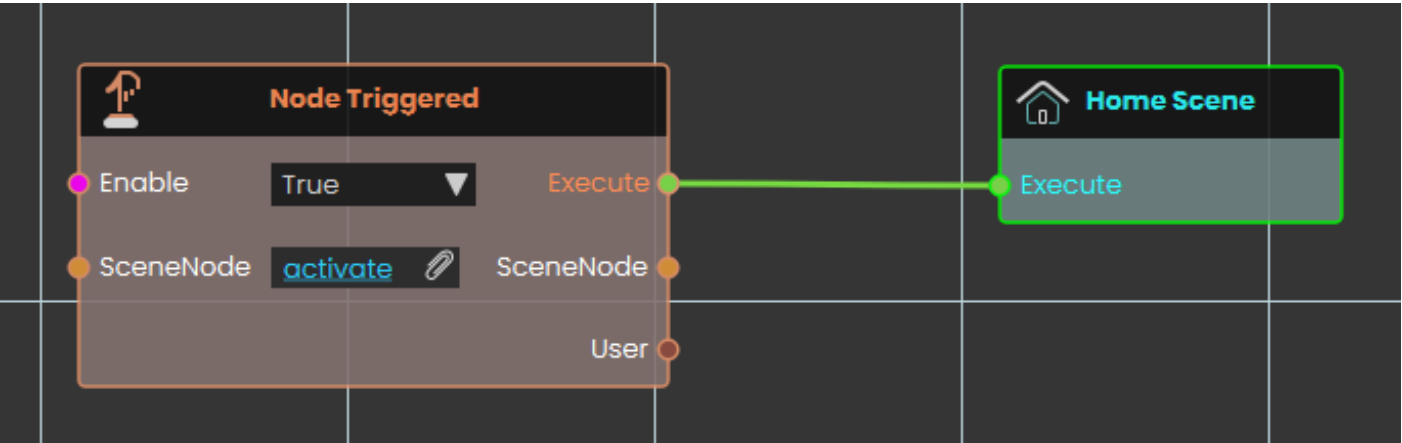 Node Triggered
Home Scene
Enable True Execute
Execute
SceneNode activate SceneNode
User